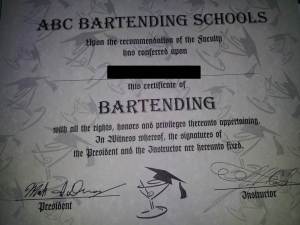 ABC BARTENDING SCHOOLS
Upon the recommendation of the Faculty
has conferred upon
this certificate of
BARTENDING
with all the rights, honors and privileges thereunto appertaining.
In Witness whereof, the signatures of
the President and the Instructor are hereunto fixed.
President
Instructor